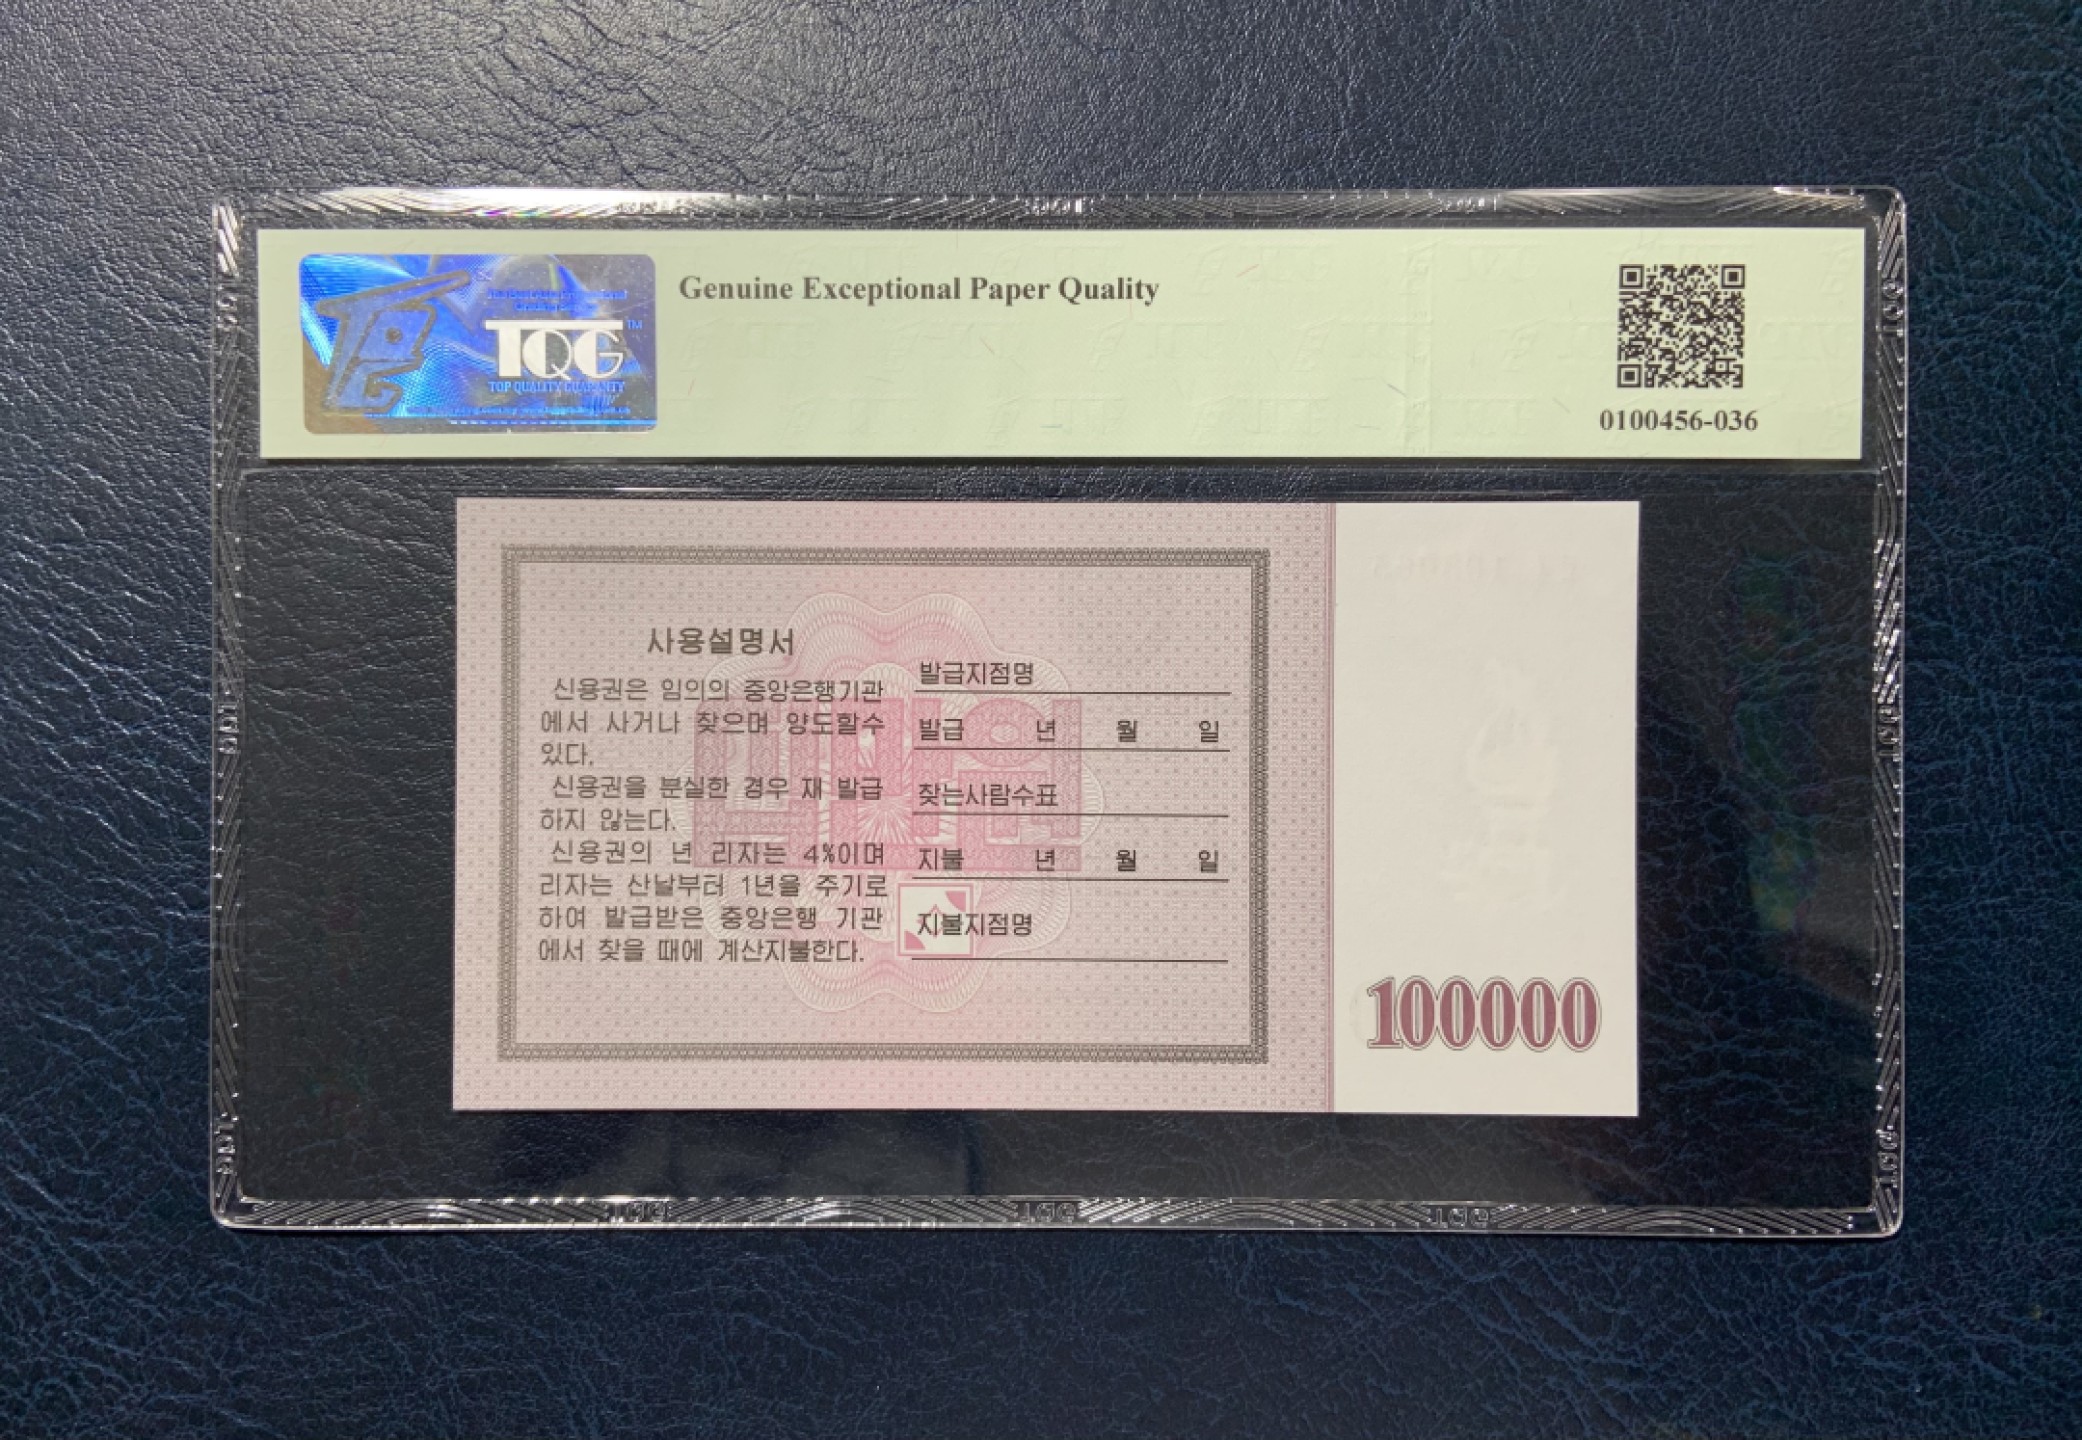 Genuine Exceptional Paper Quality
TQG™
TOP QUALITY GUARANTY
0100456-036
사용설명서
신용권은 임의의 중앙은행기관
에서 사거나 찾으며 양도할수
있다.
신용권을 분실한 경우 재 발급
하지 않는다.
신용권의 년 리자는 4%이며
리자는 산날부터 1년을 주기로
하여 발급받은 중앙은행 기관
에서 찾을 때에 계산지불한다.
발급지점명
발급 년 월 일
찾는사람수표
지불 년 월 일
지불지점명
100000